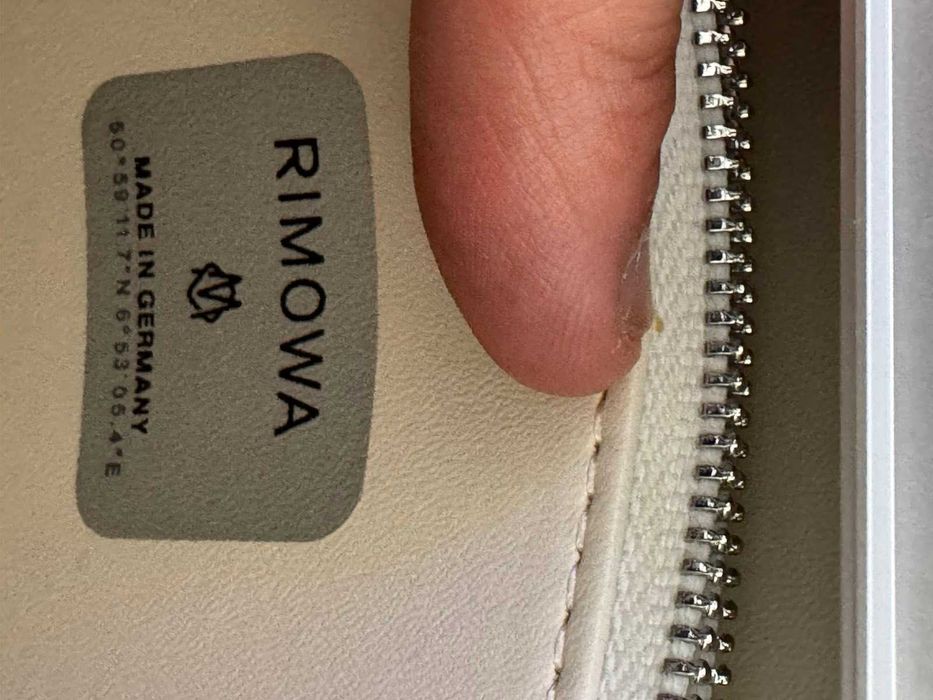 RIMOWA
MADE IN GERMANY
50°59'11.7"N 6°53'05.4"E